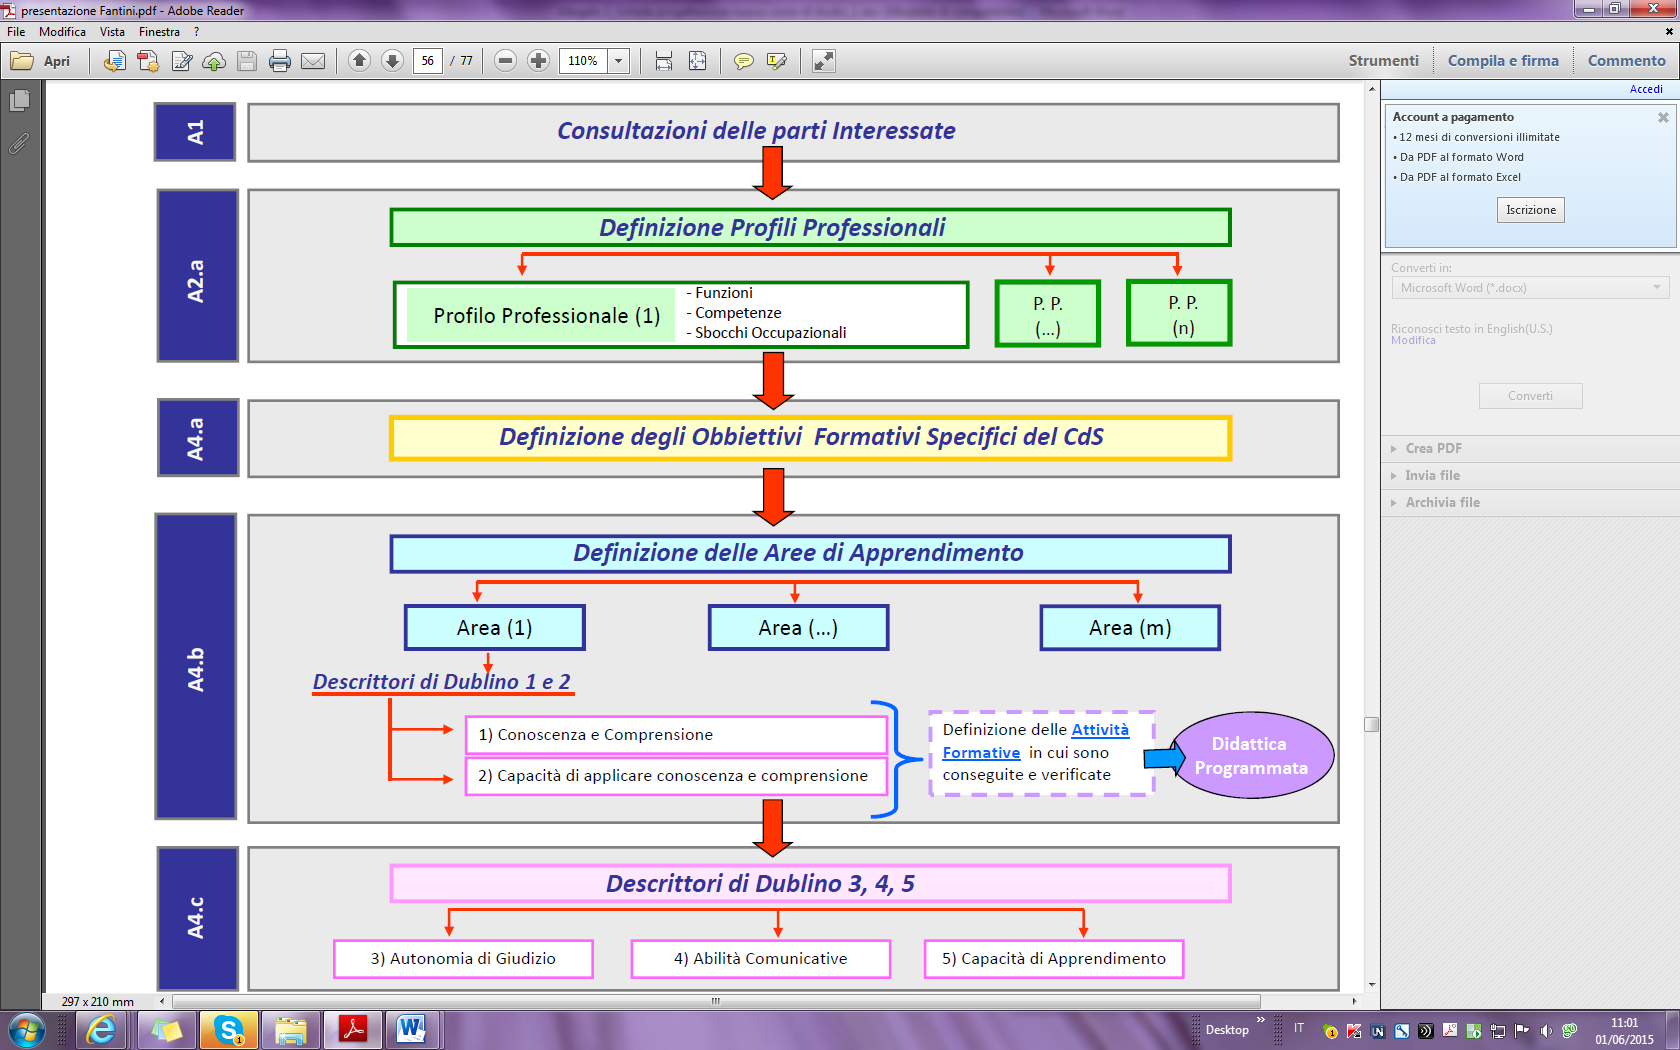 presentazione Fantini.pdf - Adobe Reader
File Modifica Vista Finestra ?
Apri 56 / 77 110% Strumenti Compila e firma Commento
Accedi
Account a pagamento
• 12 mesi di conversioni illimitate
• Da PDF al formato Word
• Da PDF al formato Excel
Iscrizione
Converti in:
Microsoft Word (*.docx)
Riconosci testo in English(U.S.)
Modifica
Converti
Crea PDF
Invia file
Archivia file
A1
Consultazioni delle parti Interessate
A2.a
Definizione Profili Professionali
Profilo Professionale (1)
- Funzioni
- Competenze
- Sbocchi Occupazionali
P. P.
(...)
P. P.
(n)
A4.a
Definizione degli Obbiettivi Formativi Specifici del CdS
A4.b
Definizione delle Aree di Apprendimento
Area (1)
Area (...)
Area (m)
Descrittori di Dublino 1 e 2
1) Conoscenza e Comprensione
2) Capacità di applicare conoscenza e comprensione
Definizione delle Attività
Formative in cui sono
conseguite e verificate
Didattica
Programmata
A4.c
Descrittori di Dublino 3, 4, 5
3) Autonomia di Giudizio
4) Abilità Comunicative
5) Capacità di Apprendimento
297 x 210 mm
Desktop
IT
11:01
01/06/2015